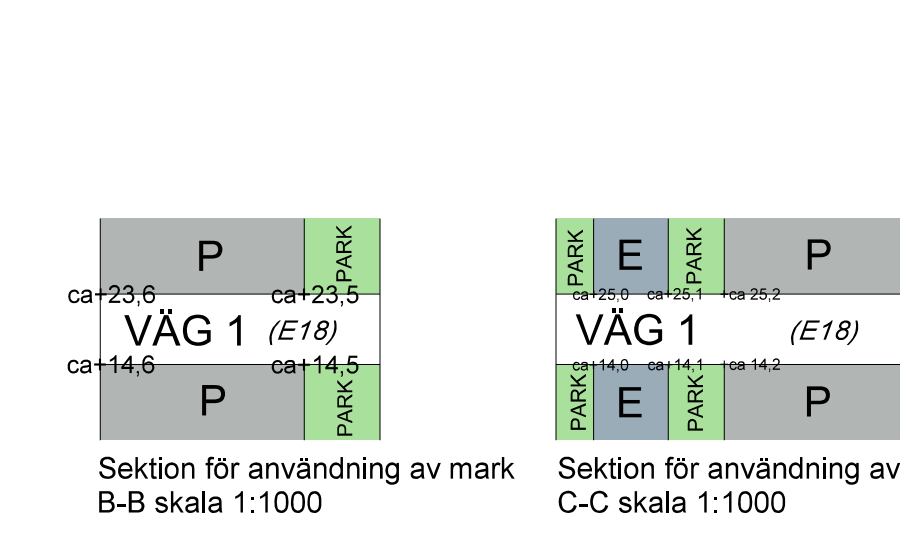 P
PARK
ca+23,6
ca+23,5
VÄG 1
(E18)
ca+14,6
ca+14,5
P
PARK
Sektion för användning av mark
B-B skala 1:1000
PARK
E
PARK
P
ca+25,0
ca+25,1
+ca 25,2
VÄG 1
(E18)
ca+14,0
ca+14,1
+ca 14,2
PARK
E
PARK
P
Sektion för användning av
C-C skala 1:1000